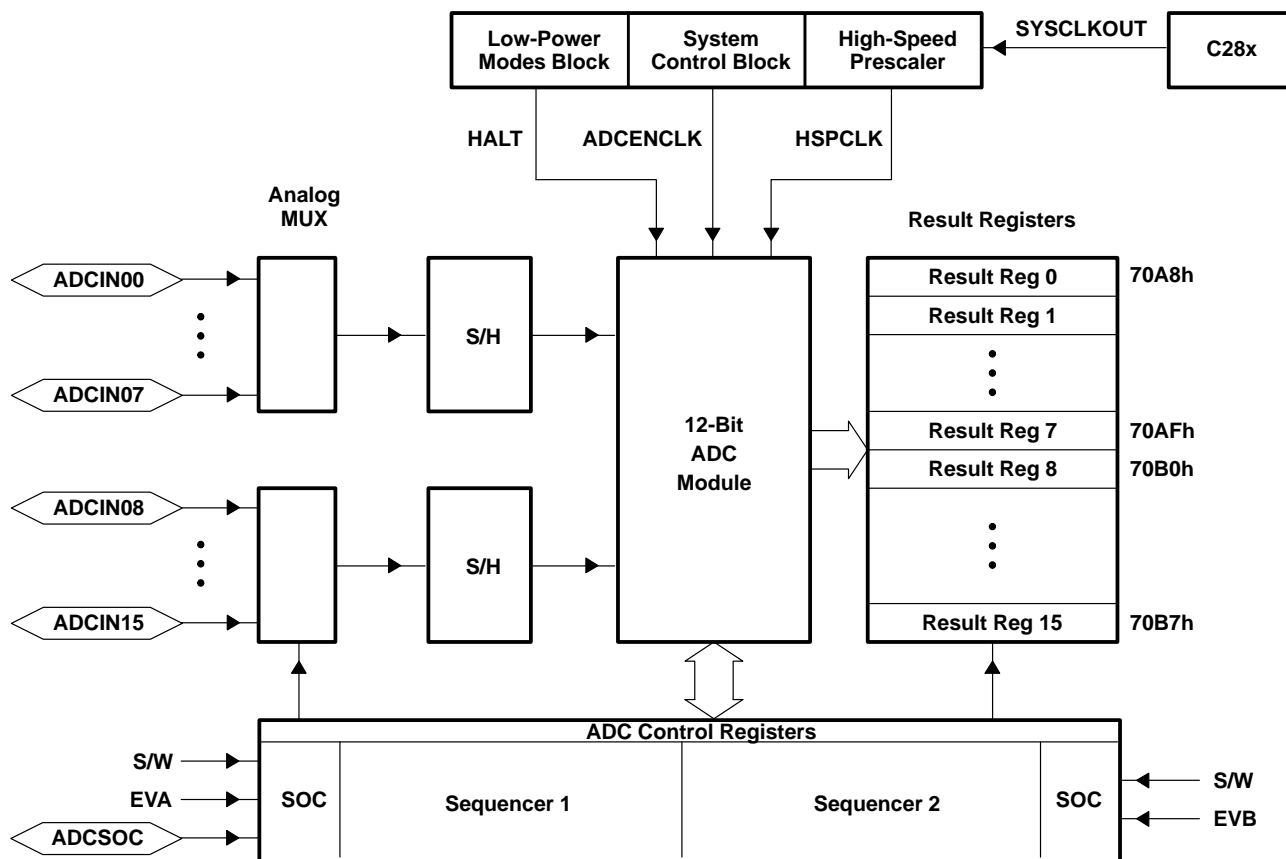 Low-Power
Modes Block
System
Control Block
High-Speed
Prescaler
SYSCLKOUT
C28x
HALT
ADCENCLK
HSPCLK
Analog
MUX
Result Registers
ADCIN00
ADCIN07
S/H
12-Bit
ADC
Module
Result Reg 0
70A8h
Result Reg 1
Result Reg 7
70AFh
Result Reg 8
70B0h
ADCIN08
ADCIN15
S/H
Result Reg 15
70B7h
ADC Control Registers
S/W
EVA
ADCSOC
SOC
Sequencer 1
Sequencer 2
SOC
S/W
EVB